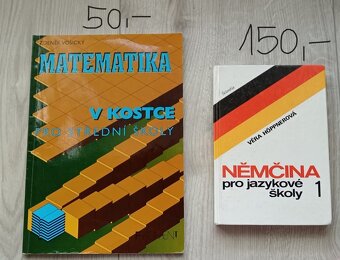 50,-
150,-
ZDENĚK VOŠICKÝ
MATEMATIKA
V KOSTCE
PRO STŘEDNÍ ŠKOLY
VĚRA HÖPPNEROVÁ
NĚMČINA
pro jazykové
školy 1